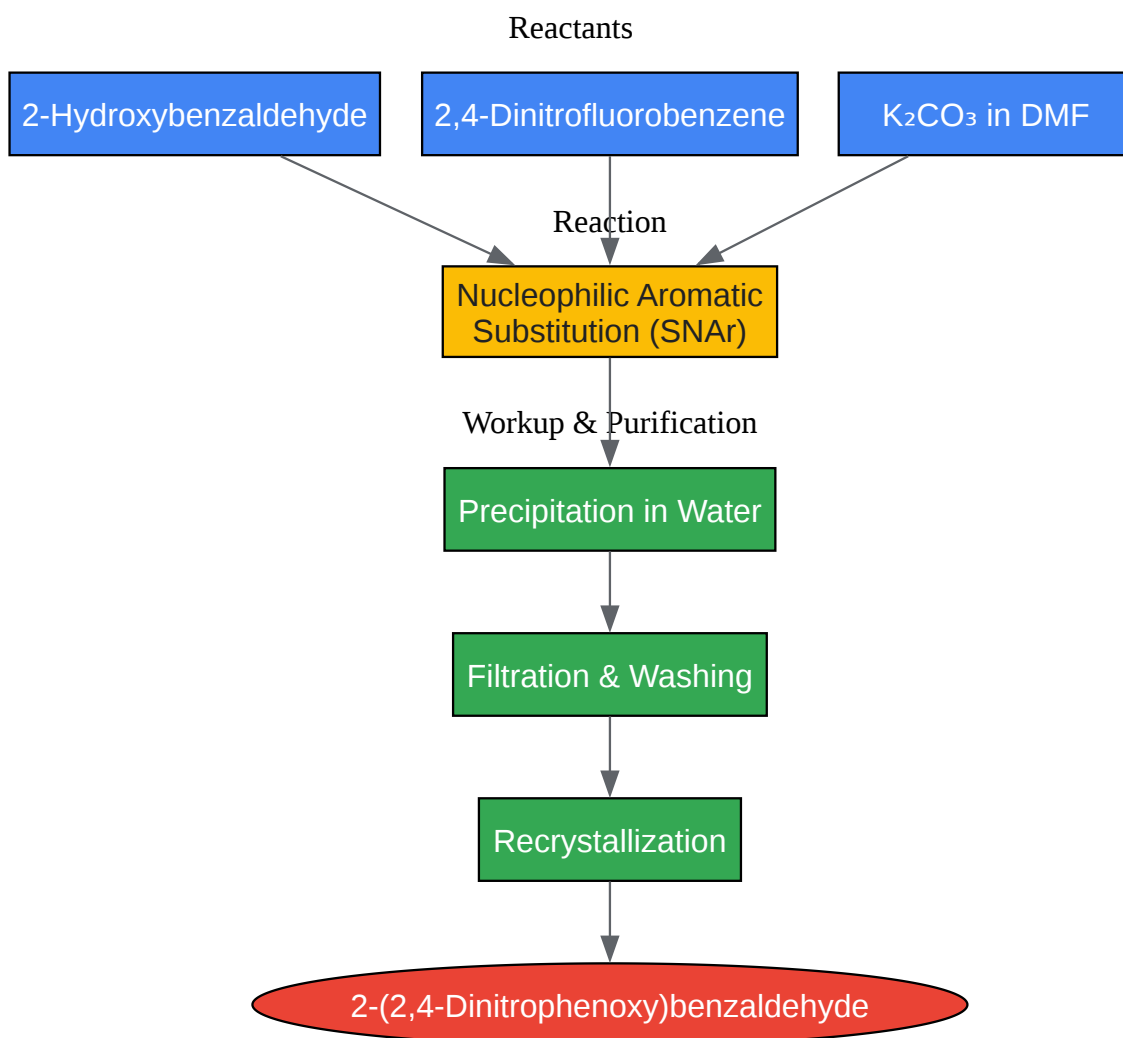 Reactants
2-Hydroxybenzaldehyde
2,4-Dinitrofluorobenzene
K₂CO₃ in DMF
Reaction
Nucleophilic Aromatic
Substitution (SNAr)
Workup & Purification
Precipitation in Water
Filtration & Washing
Recrystallization
2-(2,4-Dinitrophenoxy)benzaldehyde